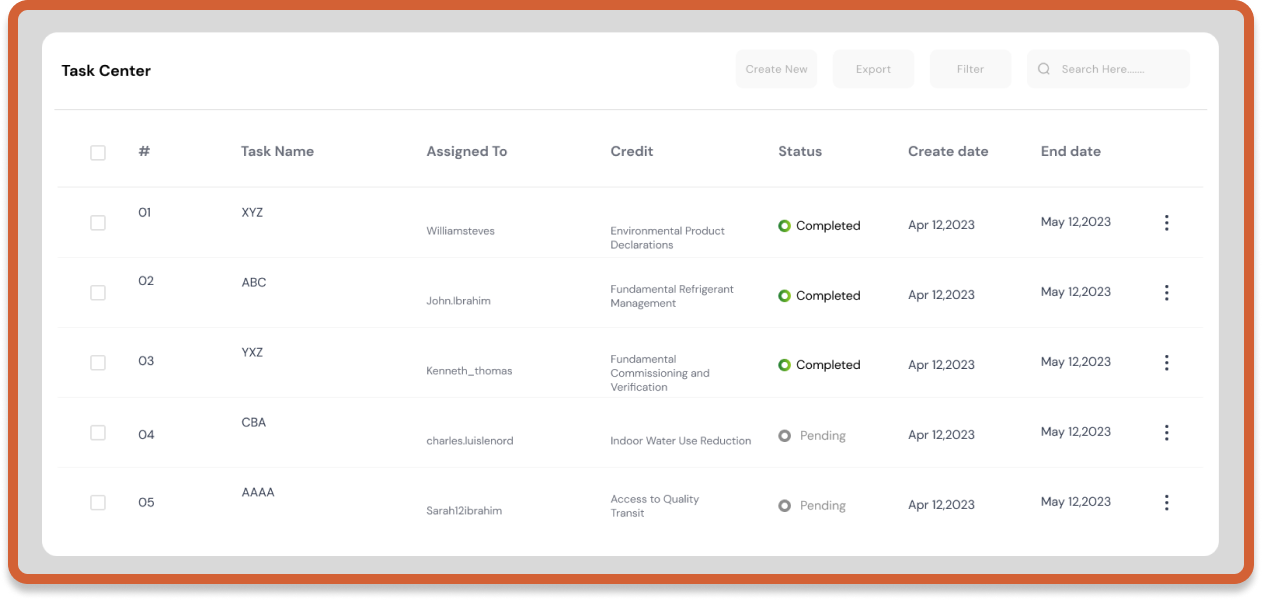 Task Center
Create New
Export
Filter
Search Here.......
#
Task Name
Assigned To
Credit
Status
Create date
End date
01
XYZ
Williamsteves
Environmental Product
Declarations
Completed
Apr 12,2023
May 12,2023
02
ABC
John.Ibrahim
Fundamental Refrigerant
Management
Completed
Apr 12,2023
May 12,2023
03
YXZ
Kenneth_thomas
Fundamental
Commissioning and
Verification
Completed
Apr 12,2023
May 12,2023
04
CBA
charles.luislenord
Indoor Water Use Reduction
Pending
Apr 12,2023
May 12,2023
05
AAAA
Sarah12ibrahim
Access to Quality
Transit
Pending
Apr 12,2023
May 12,2023